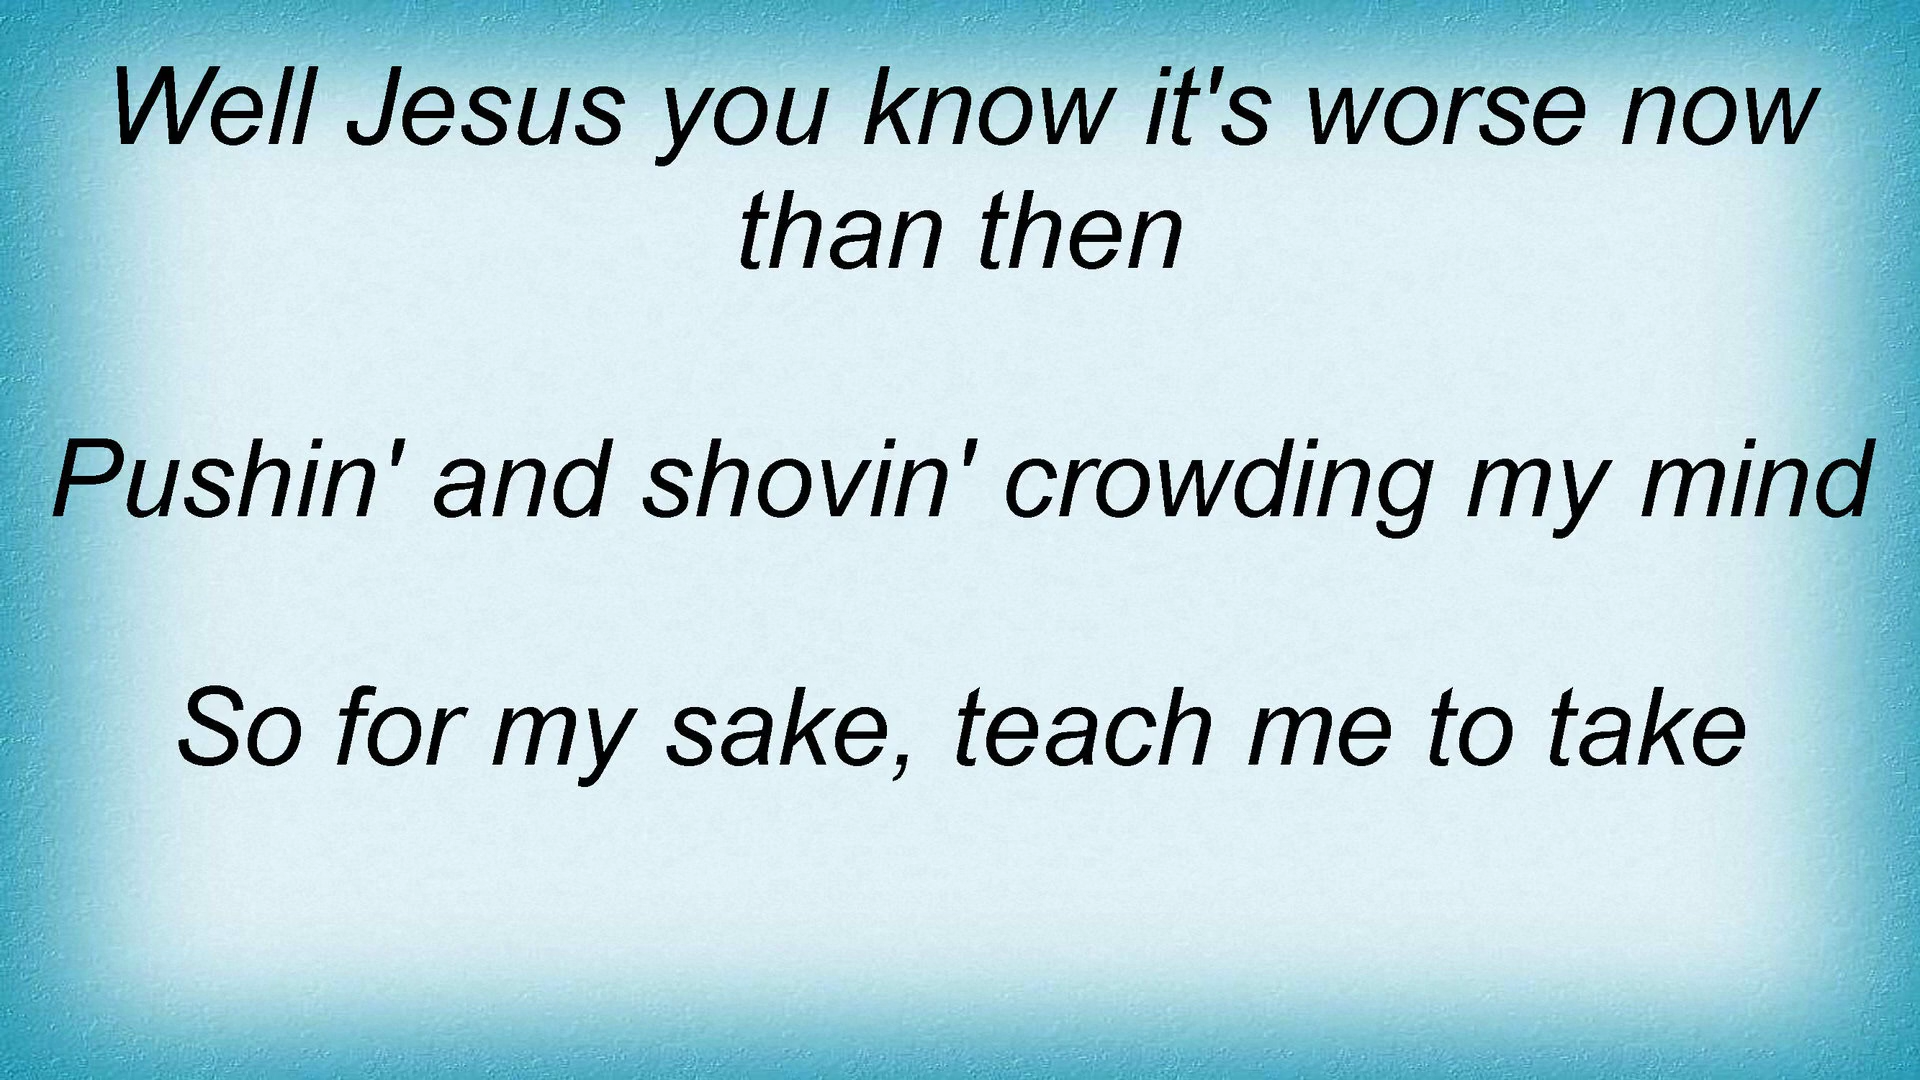 Well Jesus you know it's worse now
than then
Pushin' and shovin' crowding my mind
So for my sake, teach me to take